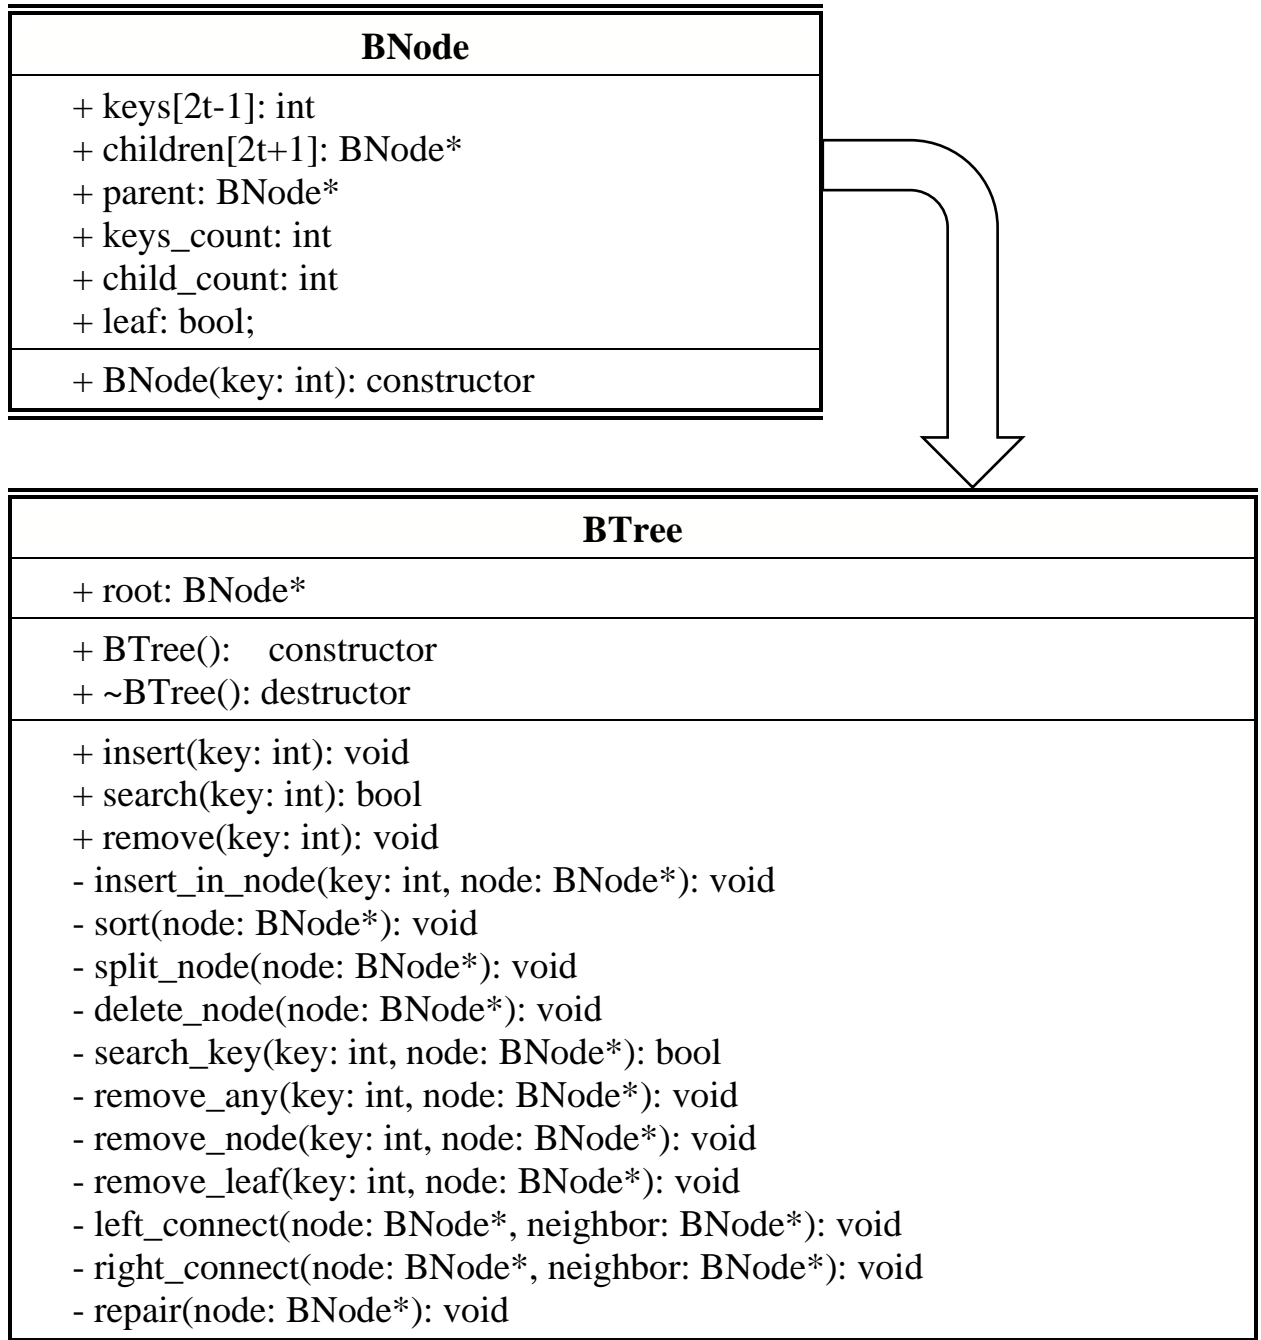 BNode
+ keys[2t-1]: int
+ children[2t+1]: BNode*
+ parent: BNode*
+ keys_count: int
+ child_count: int
+ leaf: bool;
+ BNode(key: int): constructor
BTree
+ root: BNode*
+ BTree(): constructor
+ ~BTree(): destructor
+ insert(key: int): void
+ search(key: int): bool
+ remove(key: int): void
- insert_in_node(key: int, node: BNode*): void
- sort(node: BNode*): void
- split_node(node: BNode*): void
- delete_node(node: BNode*): void
- search_key(key: int, node: BNode*): bool
- remove_any(key: int, node: BNode*): void
- remove_node(key: int, node: BNode*): void
- remove_leaf(key: int, node: BNode*): void
- left_connect(node: BNode*, neighbor: BNode*): void
- right_connect(node: BNode*, neighbor: BNode*): void
- repair(node: BNode*): void